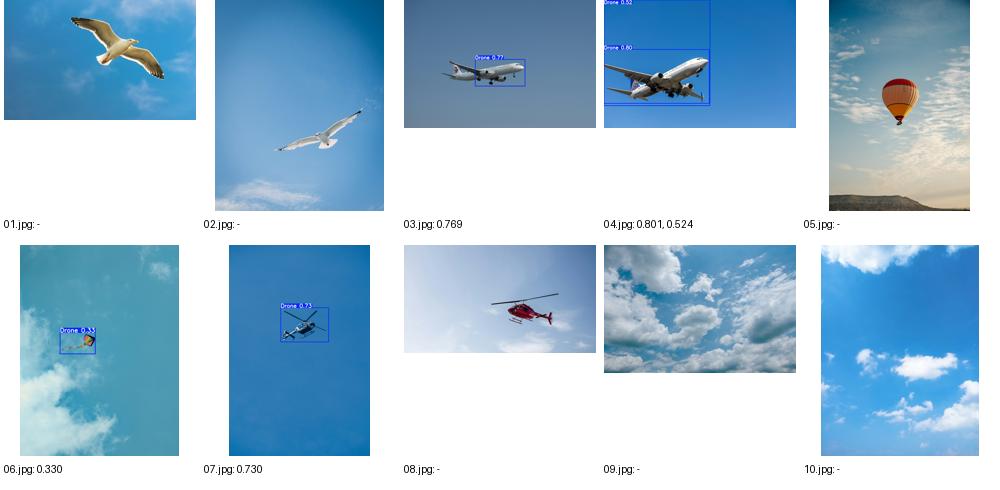 Drone 0.77
Drone 0.52
Drone 0.80
01.jpg: -
02.jpg: -
03.jpg: 0.769
04.jpg: 0.801, 0.524
05.jpg: -
Drone 0.33
Drone 0.73
06.jpg: 0.330
07.jpg: 0.730
08.jpg: -
09.jpg: -
10.jpg: -